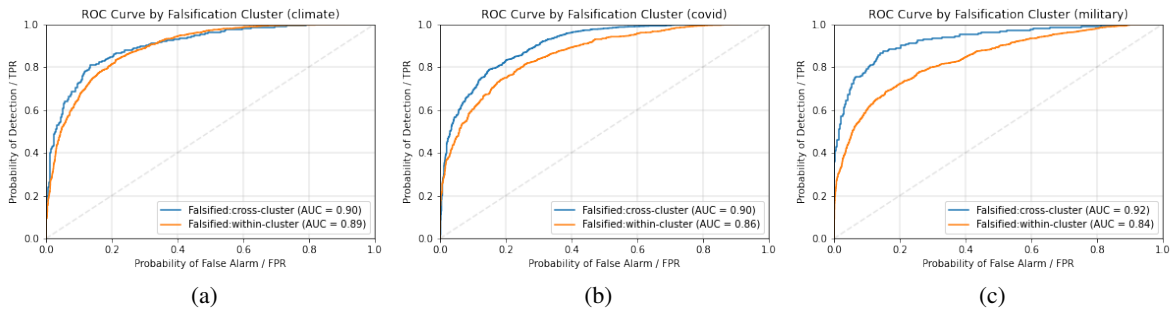 ROC Curve by Falsification Cluster (climate)
1.0
0.8
0.6
0.4
0.2
0.0
Probability of Detection / TPR
Falsified:cross-cluster (AUC = 0.90)
Falsified:within-cluster (AUC = 0.89)
0.0 0.2 0.4 0.6 0.8 1.0
Probability of False Alarm / FPR
(a)
ROC Curve by Falsification Cluster (covid)
1.0
0.8
0.6
0.4
0.2
0.0
Probability of Detection / TPR
Falsified:cross-cluster (AUC = 0.90)
Falsified:within-cluster (AUC = 0.86)
0.0 0.2 0.4 0.6 0.8 1.0
Probability of False Alarm / FPR
(b)
ROC Curve by Falsification Cluster (military)
1.0
0.8
0.6
0.4
0.2
0.0
Probability of Detection / TPR
Falsified:cross-cluster (AUC = 0.92)
Falsified:within-cluster (AUC = 0.84)
0.0 0.2 0.4 0.6 0.8 1.0
Probability of False Alarm / FPR
(c)